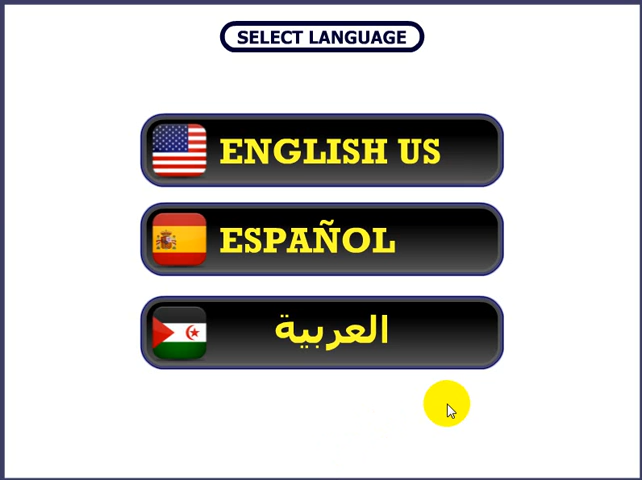 SELECT LANGUAGE
ENGLISH US
ESPAÑOL
العربية